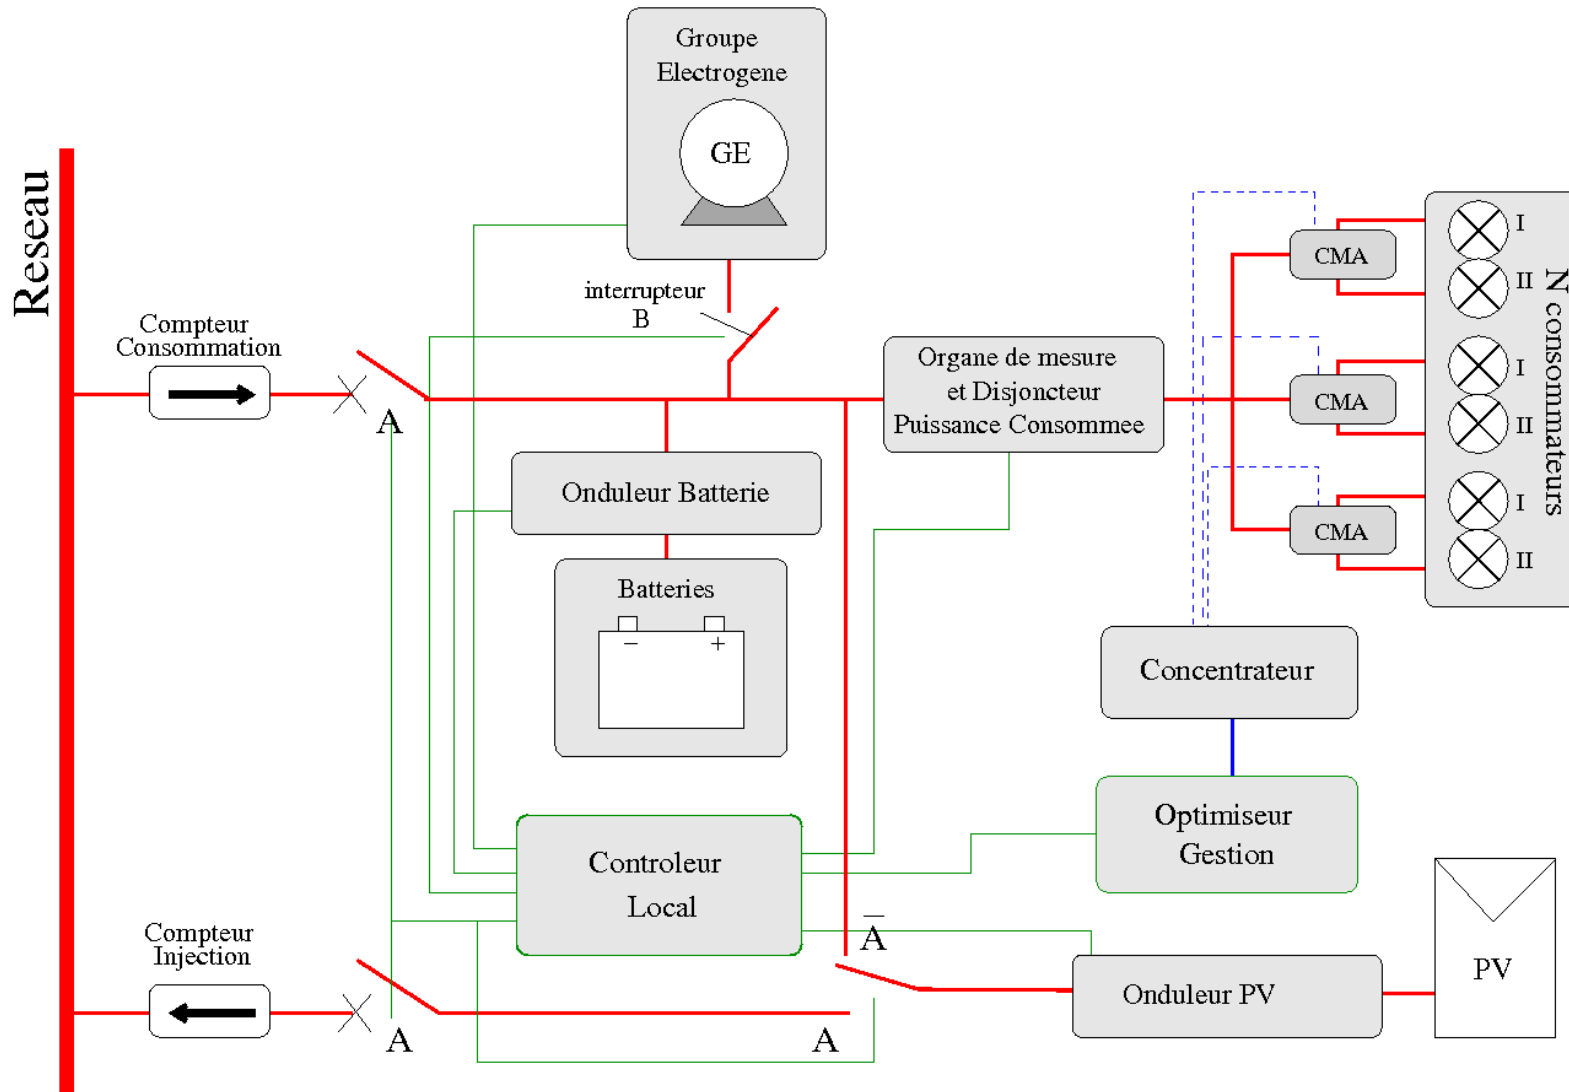 Groupe
Electrogene
GE
Reseau
interrupteur
B
Compteur
Consommation
A
Organe de mesure
et Disjoncteur
Puissance Consommee
CMA
I
II
CMA
I
II
CMA
I
II
N consommateurs
Onduleur Batterie
Batteries
− +
Concentrateur
Optimiseur
Gestion
Controleur
Local
A
Compteur
Injection
A
A
Onduleur PV
PV